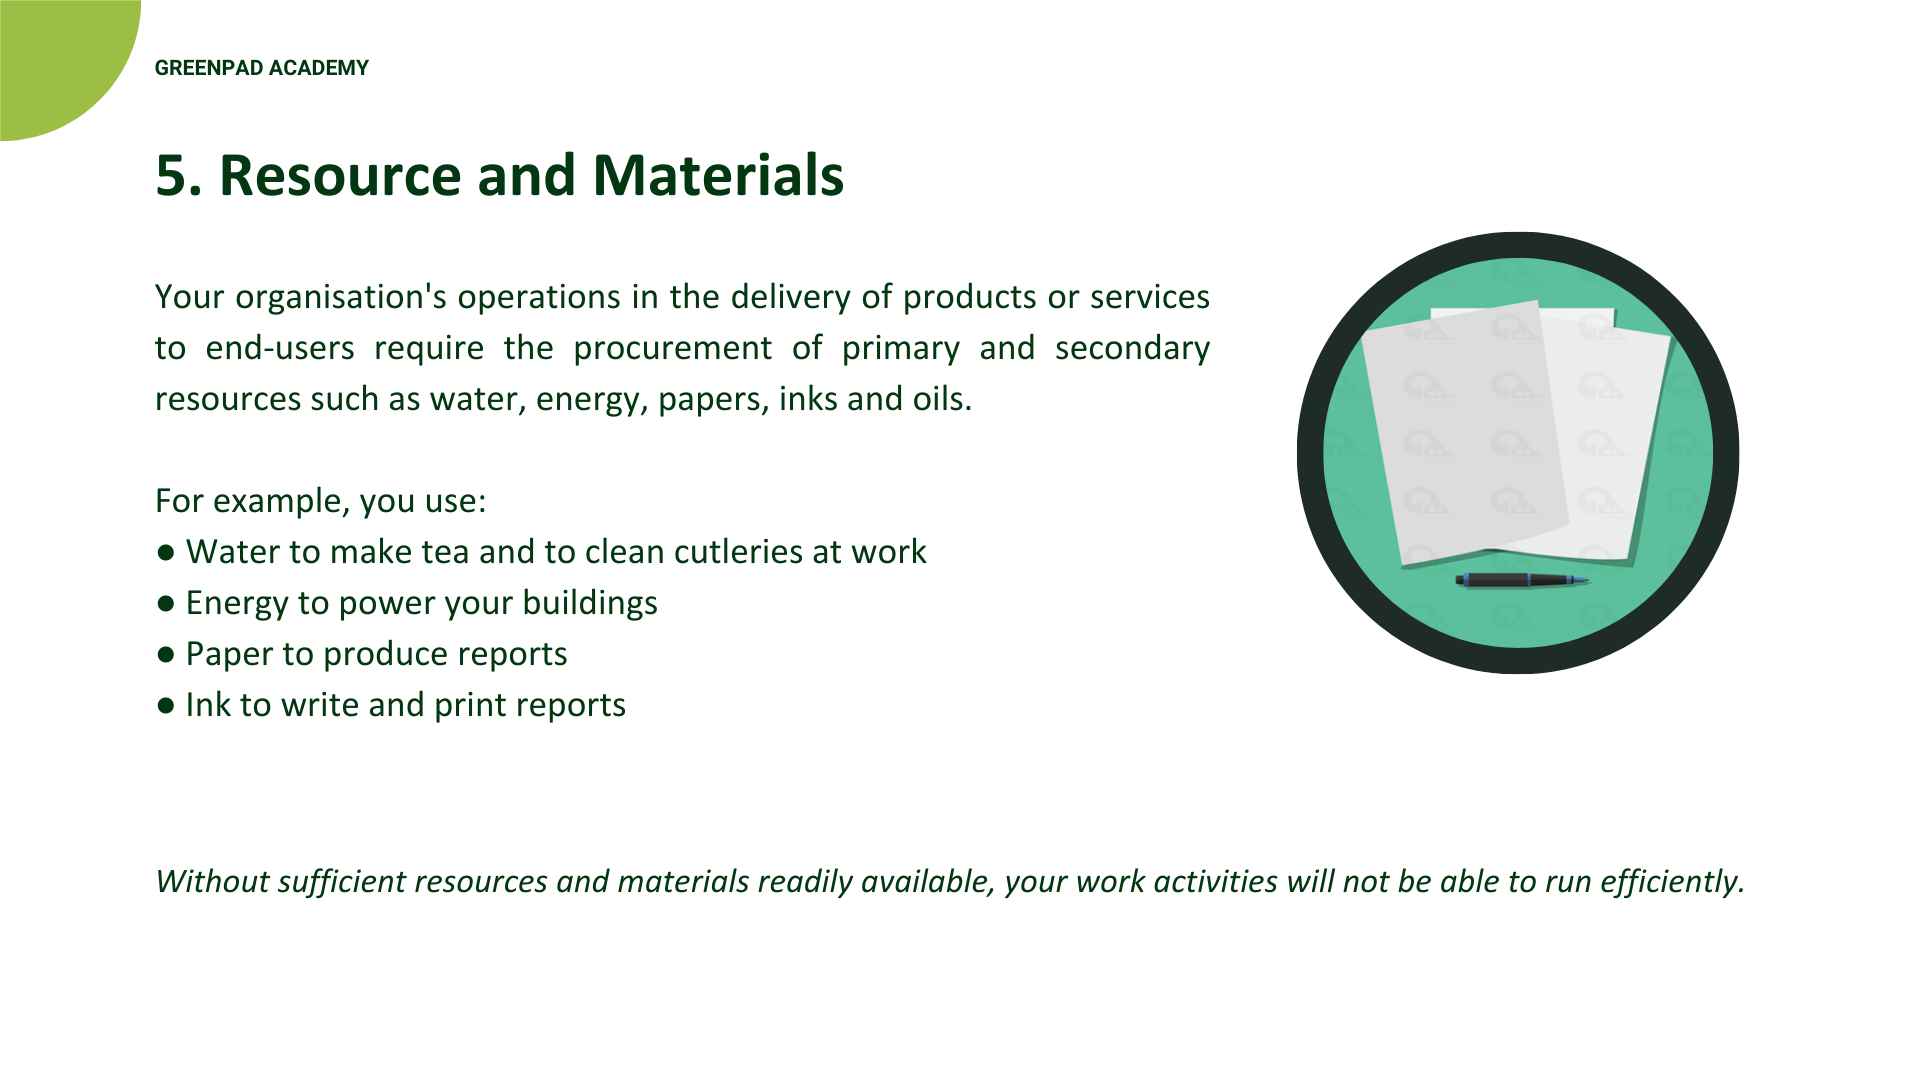 GREENPAD ACADEMY
5. Resource and Materials
Your organisation's operations in the delivery of products or services
to end-users require the procurement of primary and secondary
resources such as water, energy, papers, inks and oils.
For example, you use:
● Water to make tea and to clean cutleries at work
● Energy to power your buildings
● Paper to produce reports
● Ink to write and print reports
Without sufficient resources and materials readily available, your work activities will not be able to run efficiently.